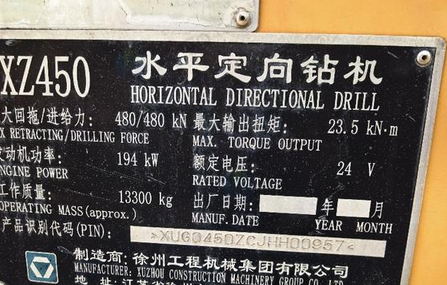 XZ450 水平定向钻机
HORIZONTAL DIRECTIONAL DRILL
大回拖/进给力: 480/480 kN 最大输出扭矩: 23.5 kN·m
X RETRACTING/DRILLING FORCE MAX. TORQUE OUTPUT
发动机功率: 194 kW 额定电压: 24 V
ENGINE POWER RATED VOLTAGE
工作质量: 13300 kg 出厂日期: 年 月
OPERATING MASS(approx.) MANUF. DATE YEAR MONTH
产品识别代码(PIN):
制造商: 徐州工程机械集团有限公司
MANUFACTURER: XUZHOU CONSTRUCTION MACHINERY GROUP CO., LTD